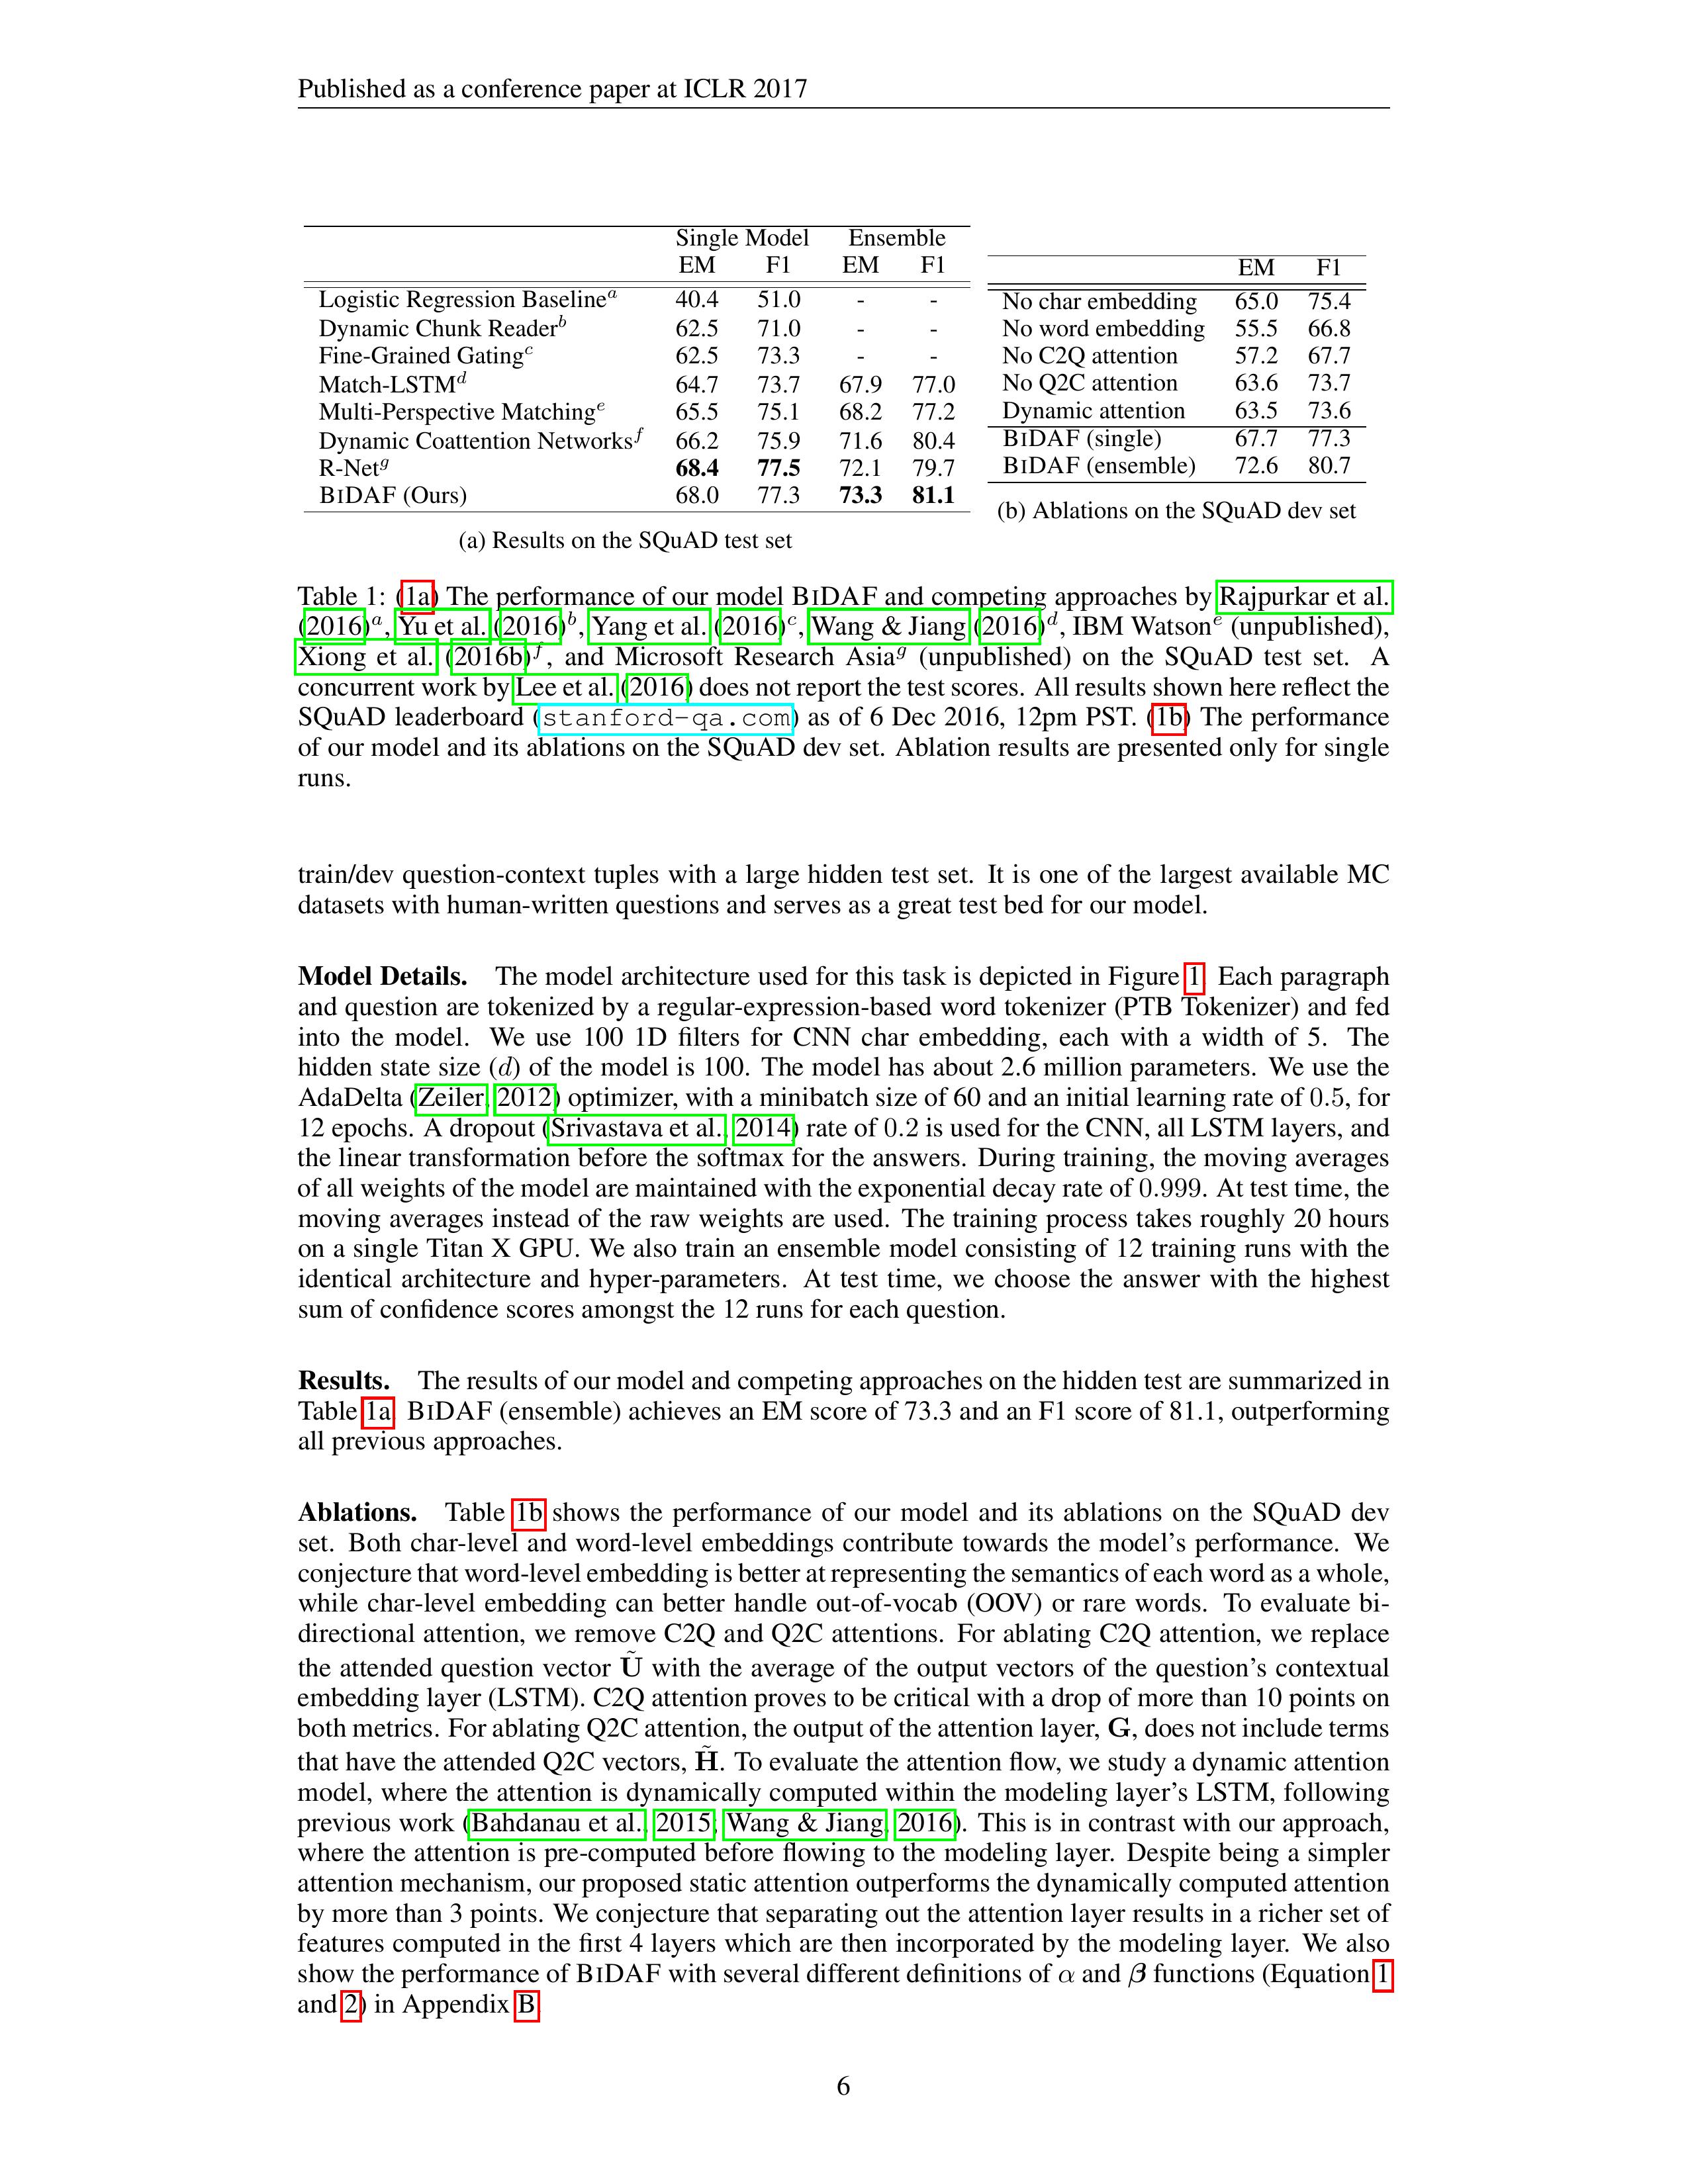 Published as a conference paper at ICLR 2017
Single Model Ensemble
EM F1 EM F1
Logistic Regression Baseline^a 40.4 51.0 - -
Dynamic Chunk Reader^b 62.5 71.0 - -
Fine-Grained Gating^c 62.5 73.3 - -
Match-LSTM^d 64.7 73.7 67.9 77.0
Multi-Perspective Matching^e 65.5 75.1 68.2 77.2
Dynamic Coattention Networks^f 66.2 75.9 71.6 80.4
R-Net^g 68.4 77.5 72.1 79.7
BIDAF (Ours) 68.0 77.3 73.3 81.1
(a) Results on the SQuAD test set
EM F1
No char embedding 65.0 75.4
No word embedding 55.5 66.8
No C2Q attention 57.2 67.7
No Q2C attention 63.6 73.7
Dynamic attention 63.5 73.6
BIDAF (single) 67.7 77.3
BIDAF (ensemble) 72.6 80.7
(b) Ablations on the SQuAD dev set
Table 1: (1a) The performance of our model BIDAF and competing approaches by Rajpurkar et al.
(2016)^a, Yu et al. (2016)^b, Yang et al. (2016)^c, Wang & Jiang (2016)^d, IBM Watson^e (unpublished),
Xiong et al. (2016b)^f, and Microsoft Research Asia^g (unpublished) on the SQuAD test set. A
concurrent work by Lee et al. (2016) does not report the test scores. All results shown here reflect the
SQuAD leaderboard (stanford-qa.com) as of 6 Dec 2016, 12pm PST. (1b) The performance
of our model and its ablations on the SQuAD dev set. Ablation results are presented only for single
runs.
train/dev question-context tuples with a large hidden test set. It is one of the largest available MC
datasets with human-written questions and serves as a great test bed for our model.
Model Details. The model architecture used for this task is depicted in Figure 1. Each paragraph
and question are tokenized by a regular-expression-based word tokenizer (PTB Tokenizer) and fed
into the model. We use 100 1D filters for CNN char embedding, each with a width of 5. The
hidden state size (d) of the model is 100. The model has about 2.6 million parameters. We use the
AdaDelta (Zeiler, 2012) optimizer, with a minibatch size of 60 and an initial learning rate of 0.5, for
12 epochs. A dropout (Srivastava et al., 2014) rate of 0.2 is used for the CNN, all LSTM layers, and
the linear transformation before the softmax for the answers. During training, the moving averages
of all weights of the model are maintained with the exponential decay rate of 0.999. At test time, the
moving averages instead of the raw weights are used. The training process takes roughly 20 hours
on a single Titan X GPU. We also train an ensemble model consisting of 12 training runs with the
identical architecture and hyper-parameters. At test time, we choose the answer with the highest
sum of confidence scores amongst the 12 runs for each question.
Results. The results of our model and competing approaches on the hidden test are summarized in
Table 1a. BIDAF (ensemble) achieves an EM score of 73.3 and an F1 score of 81.1, outperforming
all previous approaches.
Ablations. Table 1b shows the performance of our model and its ablations on the SQuAD dev
set. Both char-level and word-level embeddings contribute towards the model's performance. We
conjecture that word-level embedding is better at representing the semantics of each word as a whole,
while char-level embedding can better handle out-of-vocab (OOV) or rare words. To evaluate bi-
directional attention, we remove C2Q and Q2C attentions. For ablating C2Q attention, we replace
the attended question vector Ũ with the average of the output vectors of the question's contextual
embedding layer (LSTM). C2Q attention proves to be critical with a drop of more than 10 points on
both metrics. For ablating Q2C attention, the output of the attention layer, G, does not include terms
that have the attended Q2C vectors, H̃. To evaluate the attention flow, we study a dynamic attention
model, where the attention is dynamically computed within the modeling layer's LSTM, following
previous work (Bahdanau et al., 2015; Wang & Jiang, 2016). This is in contrast with our approach,
where the attention is pre-computed before flowing to the modeling layer. Despite being a simpler
attention mechanism, our proposed static attention outperforms the dynamically computed attention
by more than 3 points. We conjecture that separating out the attention layer results in a richer set of
features computed in the first 4 layers which are then incorporated by the modeling layer. We also
show the performance of BIDAF with several different definitions of α and β functions (Equation 1
and 2) in Appendix B
6